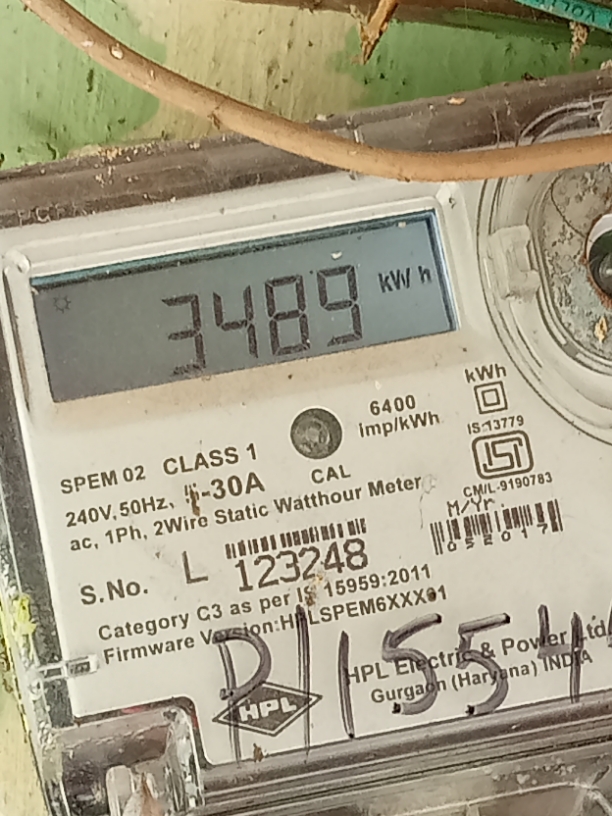 3489 kWh
6400
imp/kWh
kWh
IS:13779
CM/L-9190783
SPEM 02 CLASS 1
CAL
240V, 50Hz, -30A
ac, 1Ph, 2Wire Static Watthour Meter
M/Yr.
052017
S.No. L 123248
Category C3 as per IS 15959:2011
Firmware Version:HPLSPEM6XXX01
HPL
HPL Electric & Power Ltd
Gurgaon (Haryana) INDIA